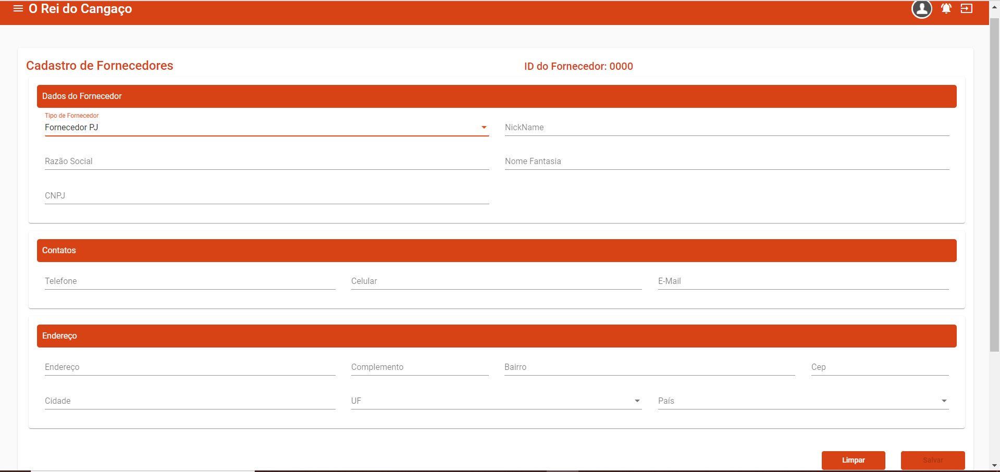 O Rei do Cangaço
Cadastro de Fornecedores
ID do Fornecedor: 0000
Dados do Fornecedor
Tipo de Fornecedor
Fornecedor PJ
NickName
Razão Social
Nome Fantasia
CNPJ
Contatos
Telefone
Celular
E-Mail
Endereço
Endereço
Complemento
Bairro
Cep
Cidade
UF
País
Limpar
Salvar